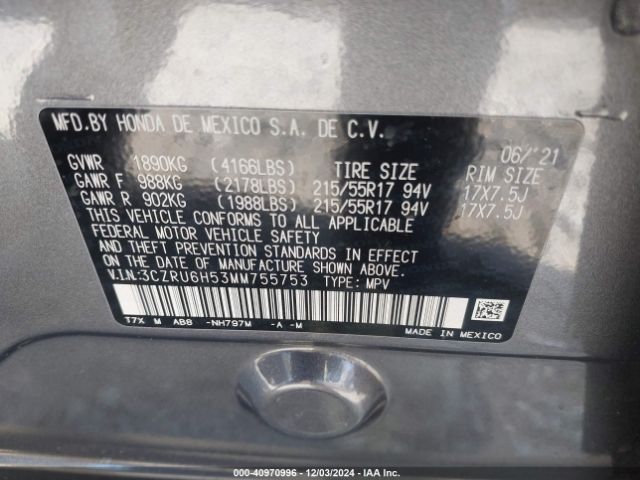 MFD.BY HONDA DE MEXICO S.A. DE C.V.
06/'21
GVWR 1890KG (4166LBS) TIRE SIZE RIM SIZE
GAWR F 988KG (2178LBS) 215/55R17 94V 17X7.5J
GAWR R 902KG (1988LBS) 215/55R17 94V 17X7.5J
THIS VEHICLE CONFORMS TO ALL APPLICABLE
FEDERAL MOTOR VEHICLE SAFETY
AND THEFT PREVENTION STANDARDS IN EFFECT
ON THE DATE OF MANUFACTURE SHOWN ABOVE.
V.I.N:3CZRU6H53MM755753 TYPE: MPV
T7X M AB8 -NH797M -A -M
MADE IN MEXICO
000-40970996 - 12/03/2024 - IAA Inc.